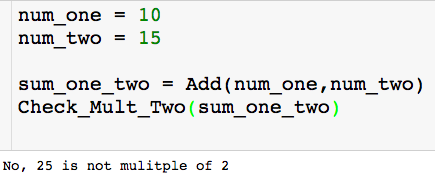 num_one = 10
num_two = 15
sum_one_two = Add(num_one,num_two)
Check_Mult_Two(sum_one_two)
No, 25 is not mulitple of 2